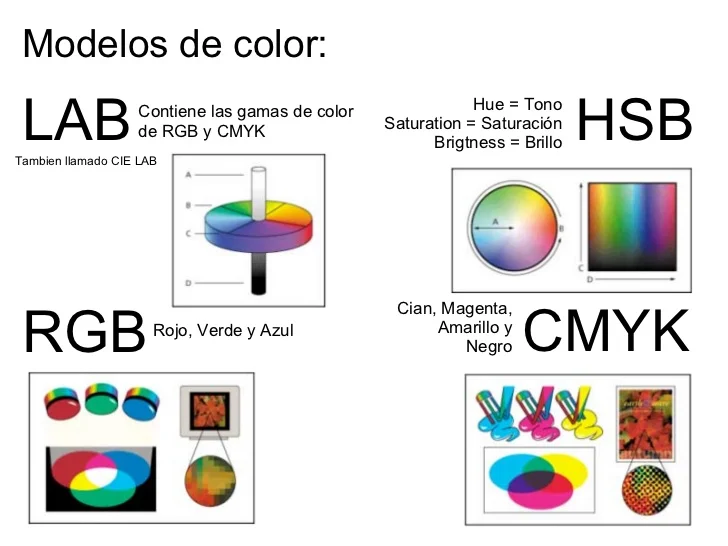 Modelos de color:
LAB
Contiene las gamas de color
de RGB y CMYK
Tambien llamado CIE LAB
A
B
C
D
Hue = Tono
Saturation = Saturación
Brigtness = Brillo
HSB
A
B
C
D
RGB
Rojo, Verde y Azul
Cian, Magenta,
Amarillo y
Negro
CMYK